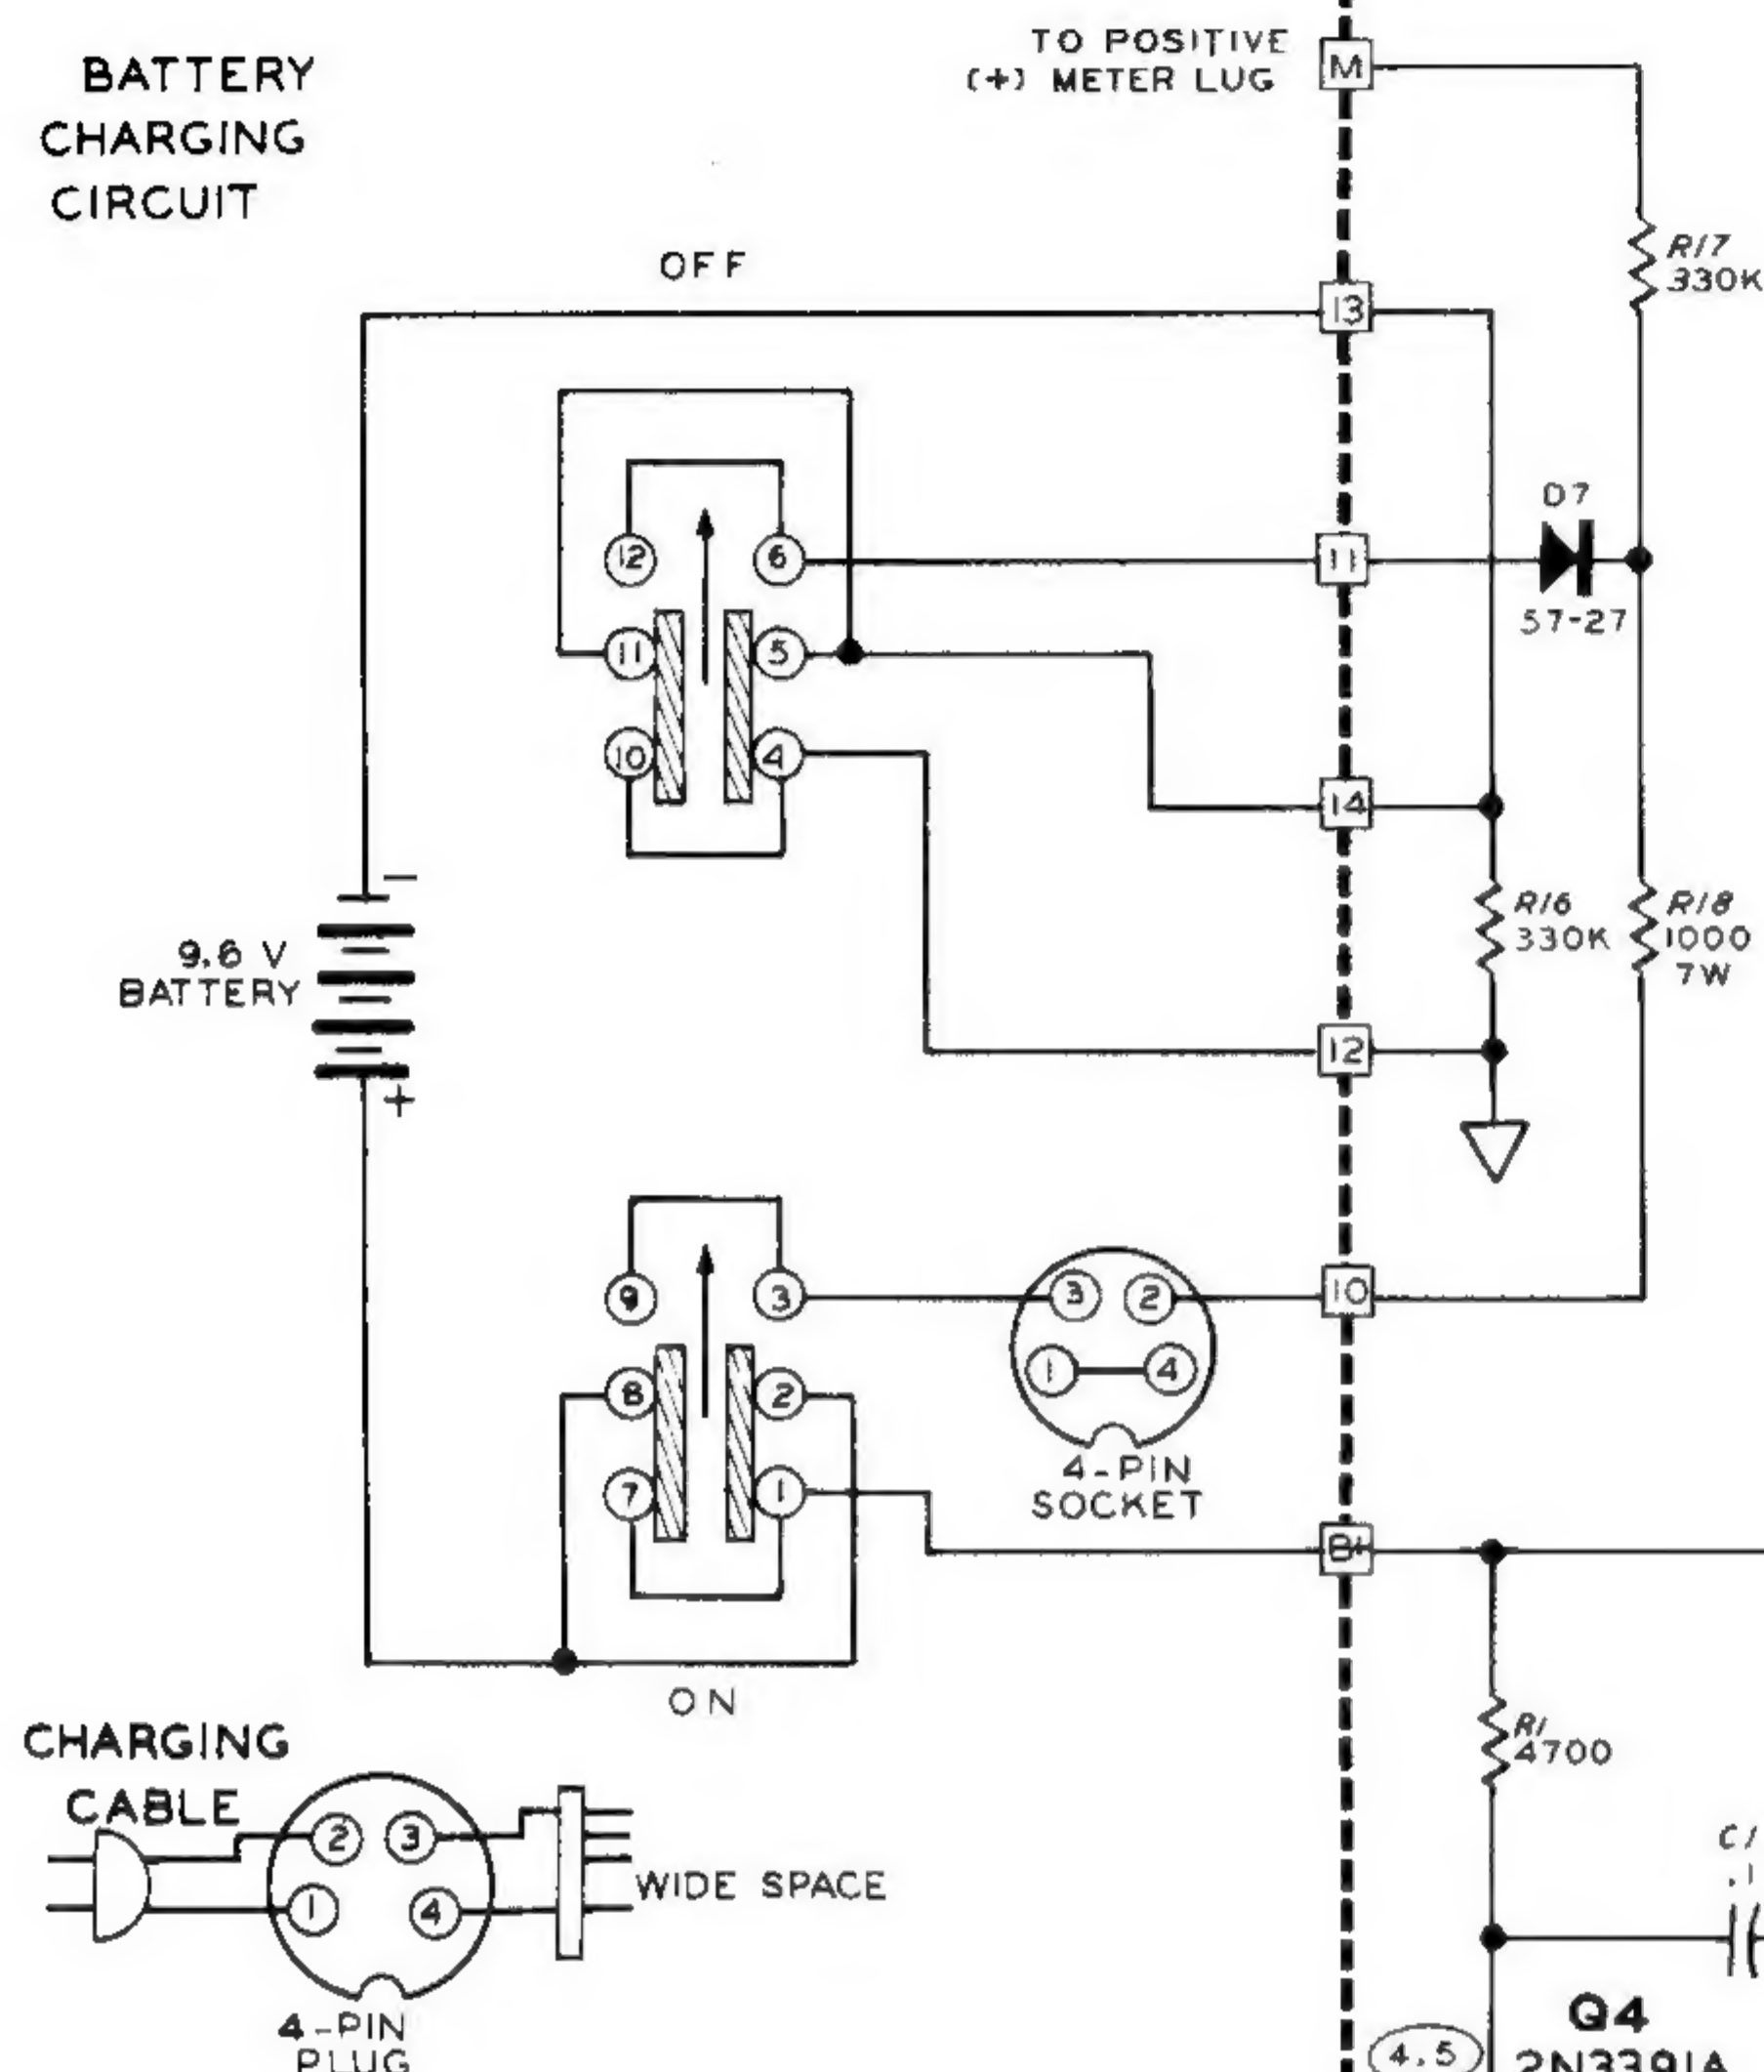 BATTERY
CHARGING
CIRCUIT
TO POSITIVE
(+) METER LUG
M
R17
330K
OFF
13
12
6
11
D7
57-27
11
5
10
4
14
R16
330K
R18
1000
7W
−
9.6 V
BATTERY
+
12
9
3
3
2
10
8
2
1
4
7
1
4-PIN
SOCKET
B+
ON
R1
4700
CHARGING
CABLE
2
3
1
4
WIDE SPACE
4-PIN
PLUG
C1
.1
Q4
4.5
2N3391A